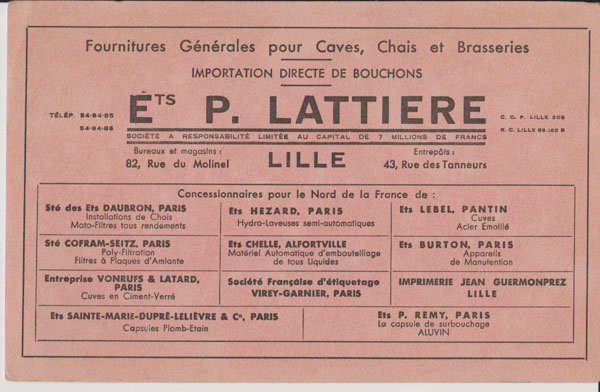 Fournitures Générales pour Caves, Chais et Brasseries
IMPORTATION DIRECTE DE BOUCHONS
TÉLÉP. 54-84-85
54-84-86
Éts P. LATTIERE
C. C. P. LILLE 208
R. C. LILLE 89.165 B
SOCIÉTÉ A RESPONSABILITÉ LIMITÉE AU CAPITAL DE 7 MILLIONS DE FRANCS
Bureaux et magasins :
82, Rue du Molinel
LILLE
Entrepôts :
43, Rue des Tanneurs
Concessionnaires pour le Nord de la France de :
Sté des Ets DAUBRON, PARIS
Installations de Chais
Moto-Filtres tous rendements
Ets HEZARD, PARIS
Hydro-Laveuses semi-automatiques
Ets LEBEL, PANTIN
Cuves
Acier Emaillé
Sté COFRAM-SEITZ, PARIS
Poly-Filtration
Filtres à Plaques d'Amiante
Ets CHELLE, ALFORTVILLE
Matériel Automatique d'embouteillage
de tous Liquides
Ets BURTON, PARIS
Appareils
de Manutention
Entreprise VONRUFS & LATARD,
PARIS
Cuves en Ciment-Verré
Société Française d'étiquetage
VIREY-GARNIER, PARIS
IMPRIMERIE JEAN GUERMONPREZ
LILLE
Ets SAINTE-MARIE-DUPRÉ-LELIÈVRE & Cie, PARIS
Capsules Plomb-Etain
Ets P. REMY, PARIS
La capsule de surbouchage
ALUVIN